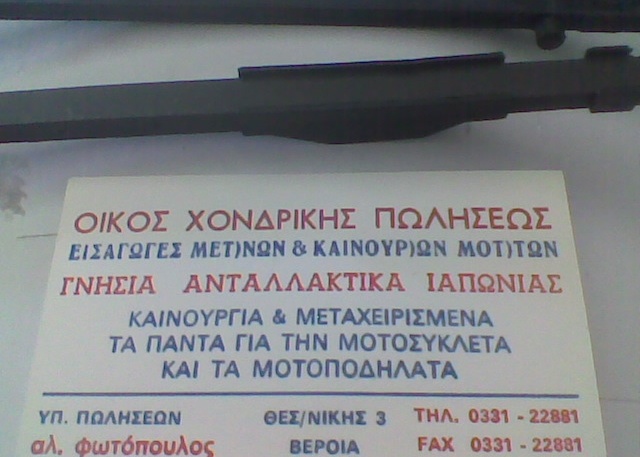 ΟΙΚΟΣ ΧΟΝΔΡΙΚΗΣ ΠΩΛΗΣΕΩΣ
ΕΙΣΑΓΩΓΕΣ ΜΕΤ)ΝΩΝ & ΚΑΙΝΟΥΡ)ΩΝ ΜΟΤ)ΤΩΝ
ΓΝΗΣΙΑ ΑΝΤΑΛΛΑΚΤΙΚΑ ΙΑΠΩΝΙΑΣ
ΚΑΙΝΟΥΡΓΙΑ & ΜΕΤΑΧΕΙΡΙΣΜΕΝΑ
ΤΑ ΠΑΝΤΑ ΓΙΑ ΤΗΝ ΜΟΤΟΣΥΚΛΕΤΑ
ΚΑΙ ΤΑ ΜΟΤΟΠΟΔΗΛΑΤΑ
ΥΠ. ΠΩΛΗΣΕΩΝ ΘΕΣ/ΝΙΚΗΣ 3 ΤΗΛ. 0331 - 22881
αλ. φωτόπουλος ΒΕΡΟΙΑ FAX 0331 - 22881